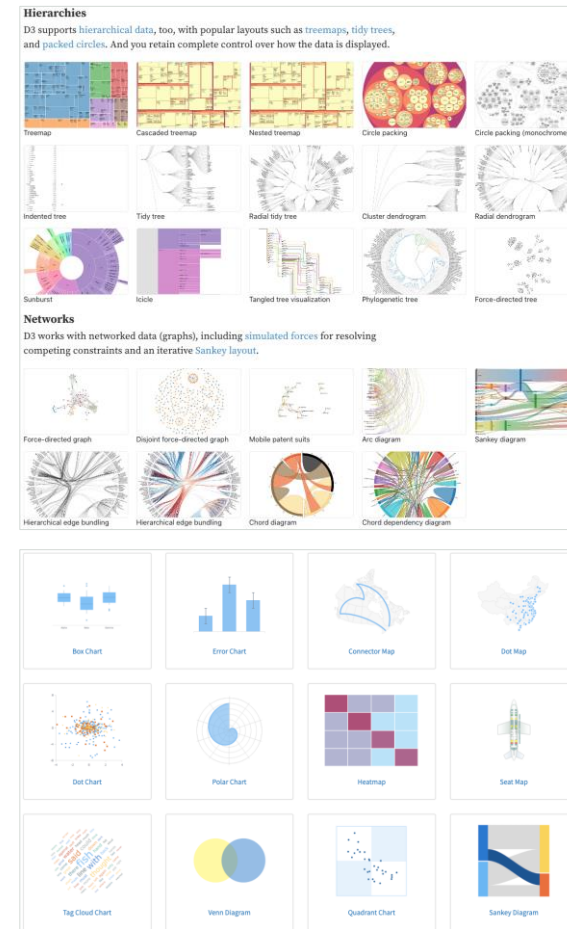 Hierarchies
D3 supports hierarchical data, too, with popular layouts such as treemaps, tidy trees,
and packed circles. And you retain complete control over how the data is displayed.
Treemap
Cascaded treemap
Nested treemap
Circle packing
Circle packing (monochrome
Indented tree
Tidy tree
Radial tidy tree
Cluster dendrogram
Radial dendrogram
Sunburst
Icicle
Tangled tree visualization
Phylogenetic tree
Force-directed tree
Networks
D3 works with networked data (graphs), including simulated forces for resolving
competing constraints and an iterative Sankey layout.
Force-directed graph
Disjoint force-directed graph
Mobile patent suits
Arc diagram
Sankey diagram
Hierarchical edge bundling
Hierarchical edge bundling
Chord diagram
Chord dependency diagram
Box Chart
Error Chart
Connector Map
Dot Map
Dot Chart
Polar Chart
Heatmap
Seat Map
said
fish
with
Tag Cloud Chart
Venn Diagram
Quadrant Chart
Sankey Diagram